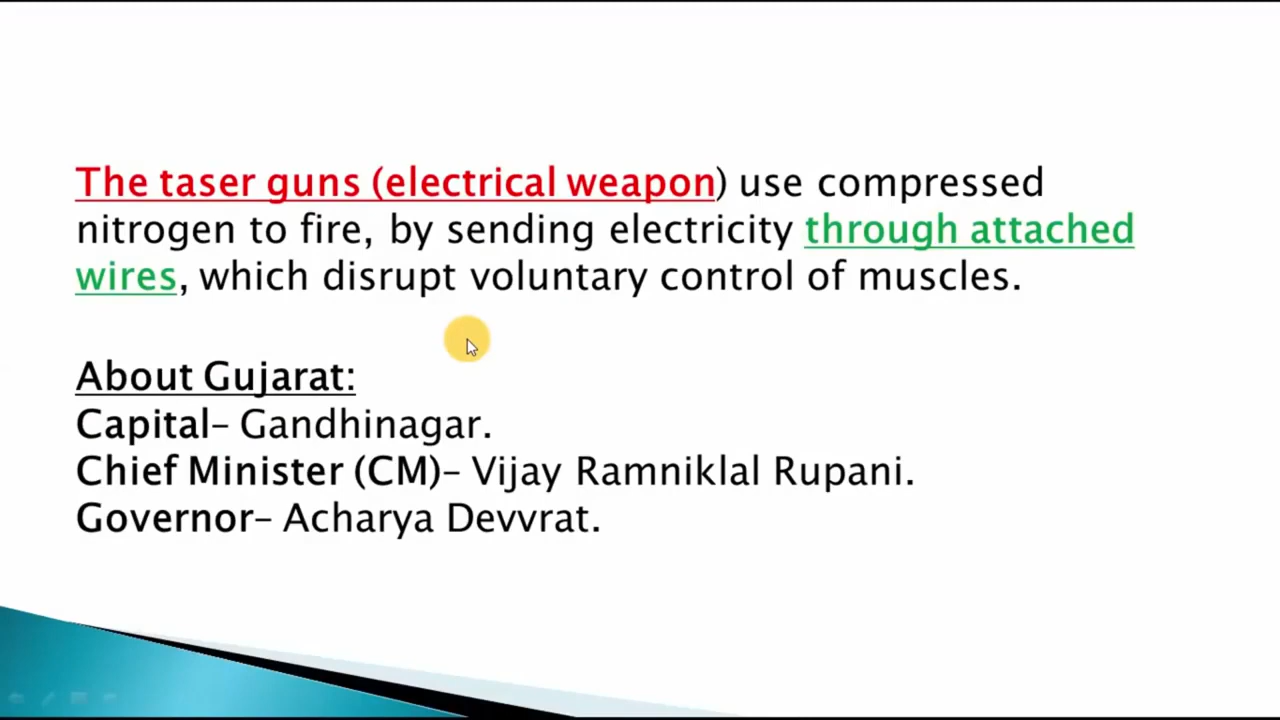 The taser guns (electrical weapon) use compressed
nitrogen to fire, by sending electricity through attached
wires, which disrupt voluntary control of muscles.
About Gujarat:
Capital– Gandhinagar.
Chief Minister (CM)– Vijay Ramniklal Rupani.
Governor– Acharya Devvrat.